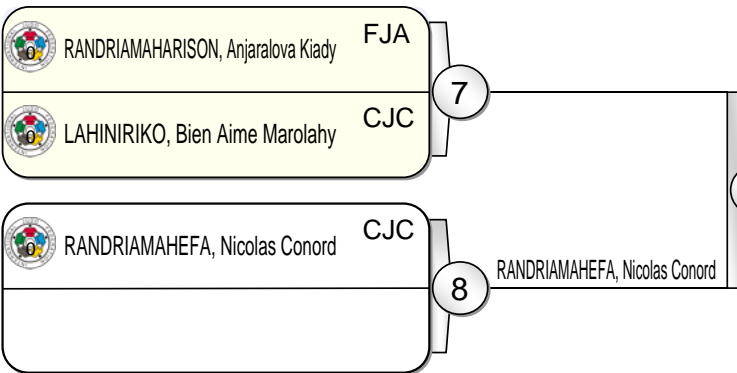 RANDRIAMAHARISON, Anjaralova Kiady FJA
7
LAHINIRIKO, Bien Aime Marolahy CJC
RANDRIAMAHEFA, Nicolas Conord CJC
8
RANDRIAMAHEFA, Nicolas Conord